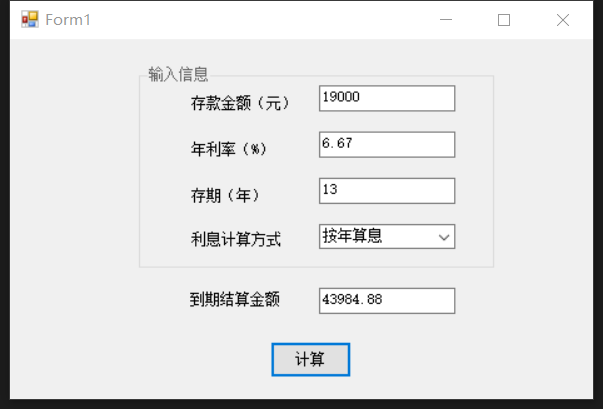 Form1
输入信息
存款金额（元） 19000
年利率（%） 6.67
存期（年） 13
利息计算方式 按年算息
到期结算金额 43984.88
计算